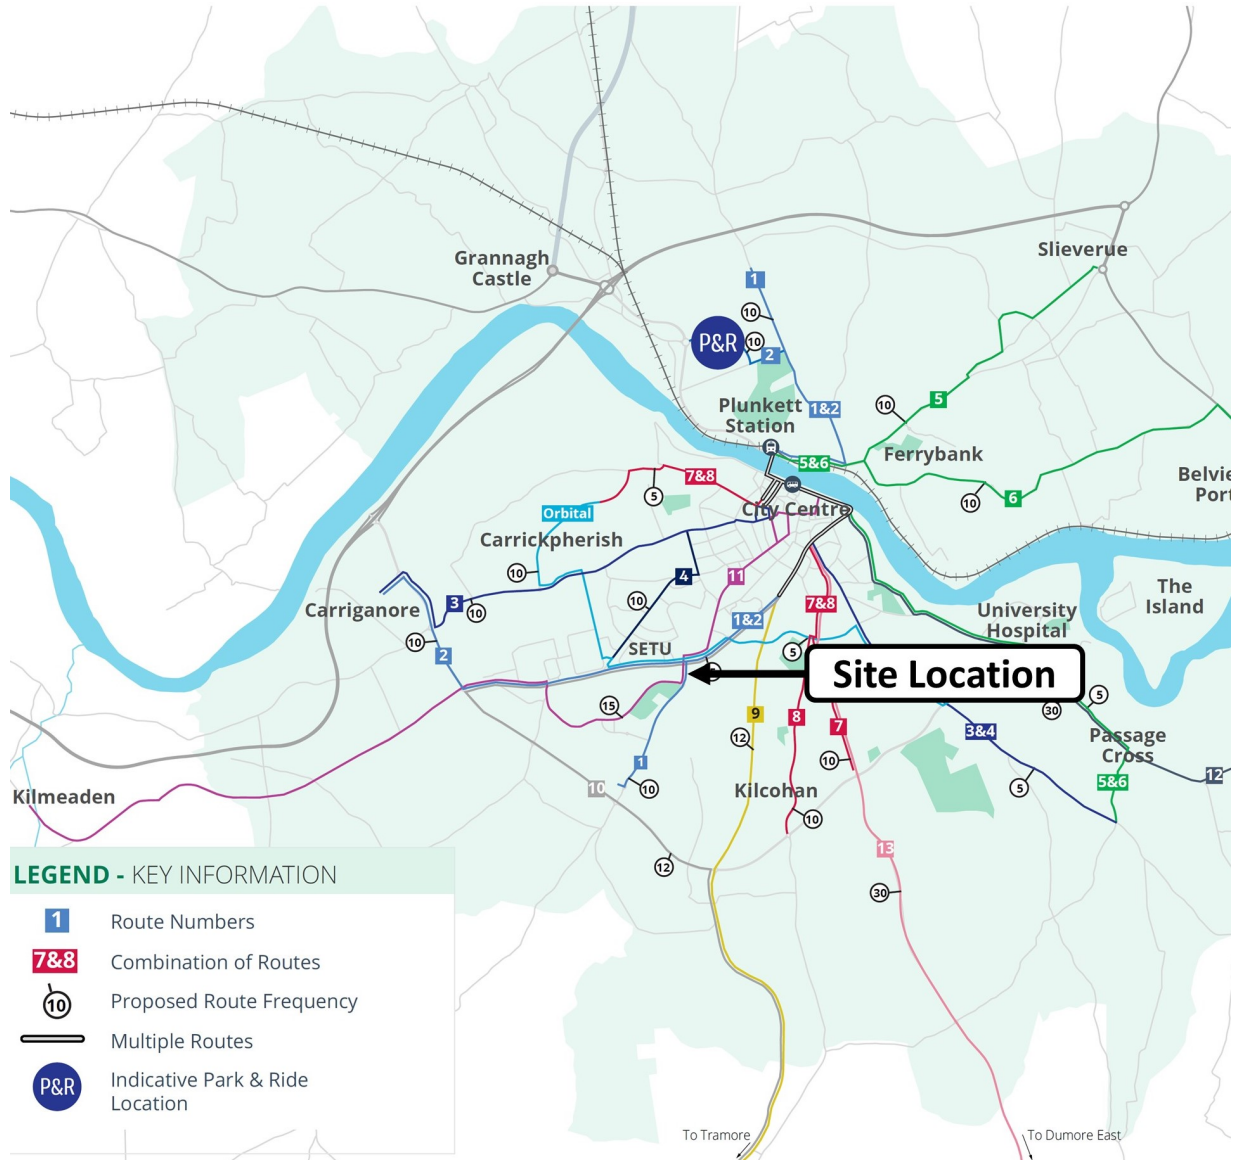 Grannagh
Castle
Slieverue
1
10
P&R
10
2
Plunkett
Station
1&2
10
5
5&6
Ferrybank
10
6
Belvie
Port
7&8
5
City Centre
Orbital
Carrickpherish
10
4
11
10
The
Island
3
10
Carriganore
10
2
7&8
1&2
University
Hospital
SETU
5
Site Location
15
9
8
7
12
10
5
30
3&4
Passage
Cross
12
5&6
5
1
10
10
Kilcohan
10
Kilmeaden
12
13
30
LEGEND - KEY INFORMATION
1 Route Numbers
7&8 Combination of Routes
10 Proposed Route Frequency
Multiple Routes
P&R Indicative Park & Ride
Location
To Tramore
To Dumore East